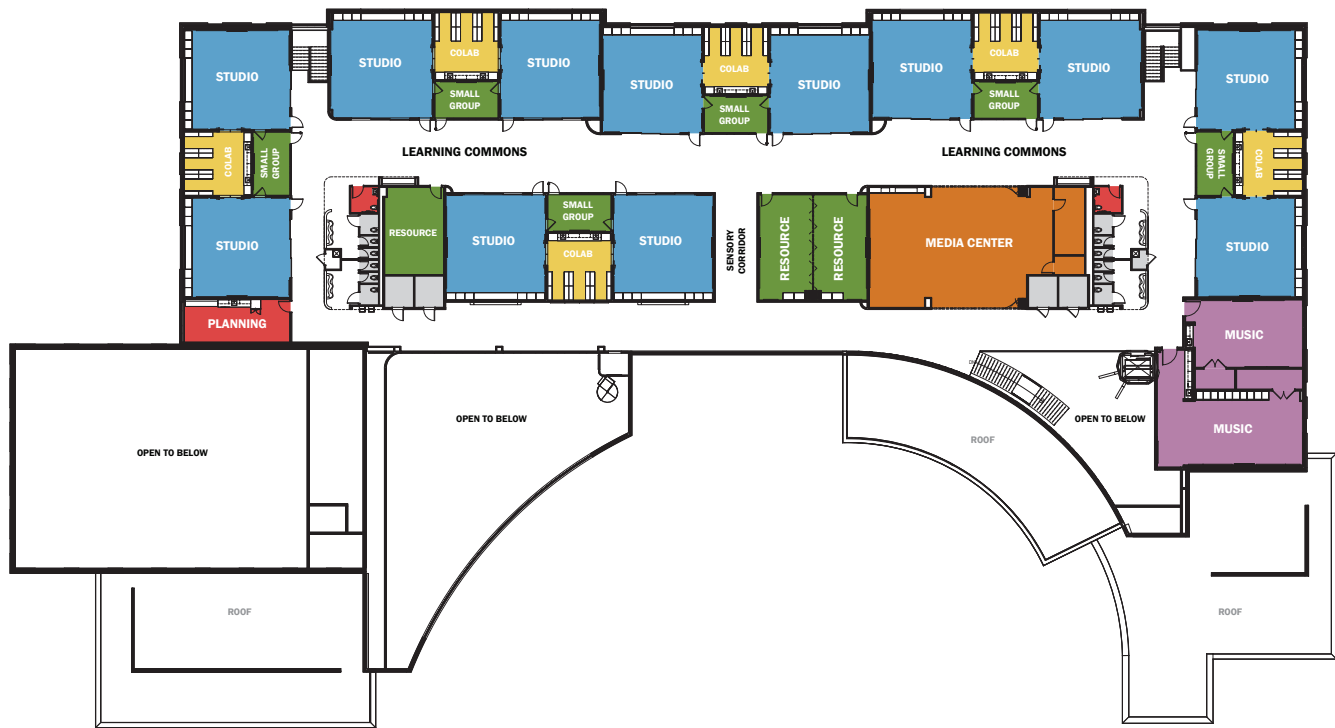 STUDIO
STUDIO
COLAB
STUDIO
SMALL
GROUP
STUDIO
COLAB
STUDIO
SMALL
GROUP
STUDIO
COLAB
STUDIO
SMALL
GROUP
STUDIO
COLAB
SMALL
GROUP
LEARNING COMMONS
LEARNING COMMONS
SMALL
GROUP
COLAB
STUDIO
RESOURCE
STUDIO
SMALL
GROUP
COLAB
STUDIO
SENSORY
CORRIDOR
RESOURCE
RESOURCE
MEDIA CENTER
STUDIO
PLANNING
MUSIC
OPEN TO BELOW
OPEN TO BELOW
ROOF
OPEN TO BELOW
MUSIC
ROOF
ROOF